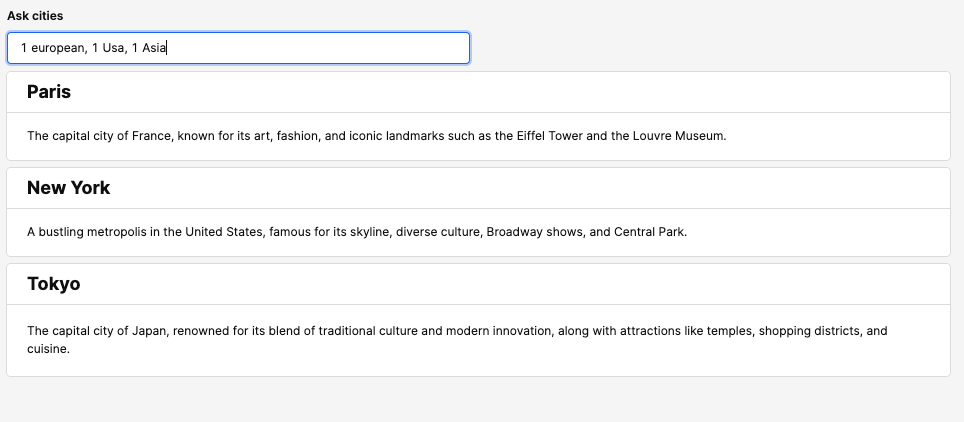 Ask cities
1 european, 1 Usa, 1 Asia
Paris
The capital city of France, known for its art, fashion, and iconic landmarks such as the Eiffel Tower and the Louvre Museum.
New York
A bustling metropolis in the United States, famous for its skyline, diverse culture, Broadway shows, and Central Park.
Tokyo
The capital city of Japan, renowned for its blend of traditional culture and modern innovation, along with attractions like temples, shopping districts, and
cuisine.